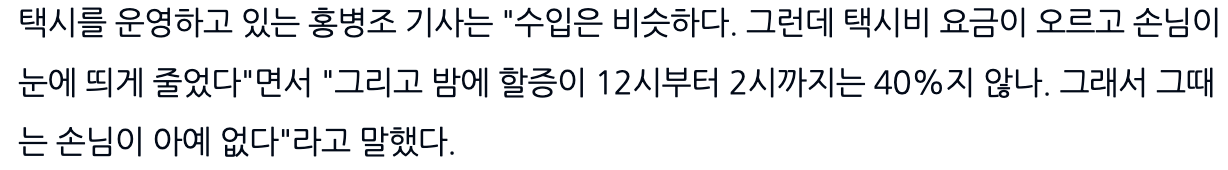 택시를 운영하고 있는 홍병조 기사는 "수입은 비슷하다. 그런데 택시비 요금이 오르고 손님이
눈에 띄게 줄었다"면서 "그리고 밤에 할증이 12시부터 2시까지는 40%지 않나. 그래서 그때
는 손님이 아예 없다"라고 말했다.